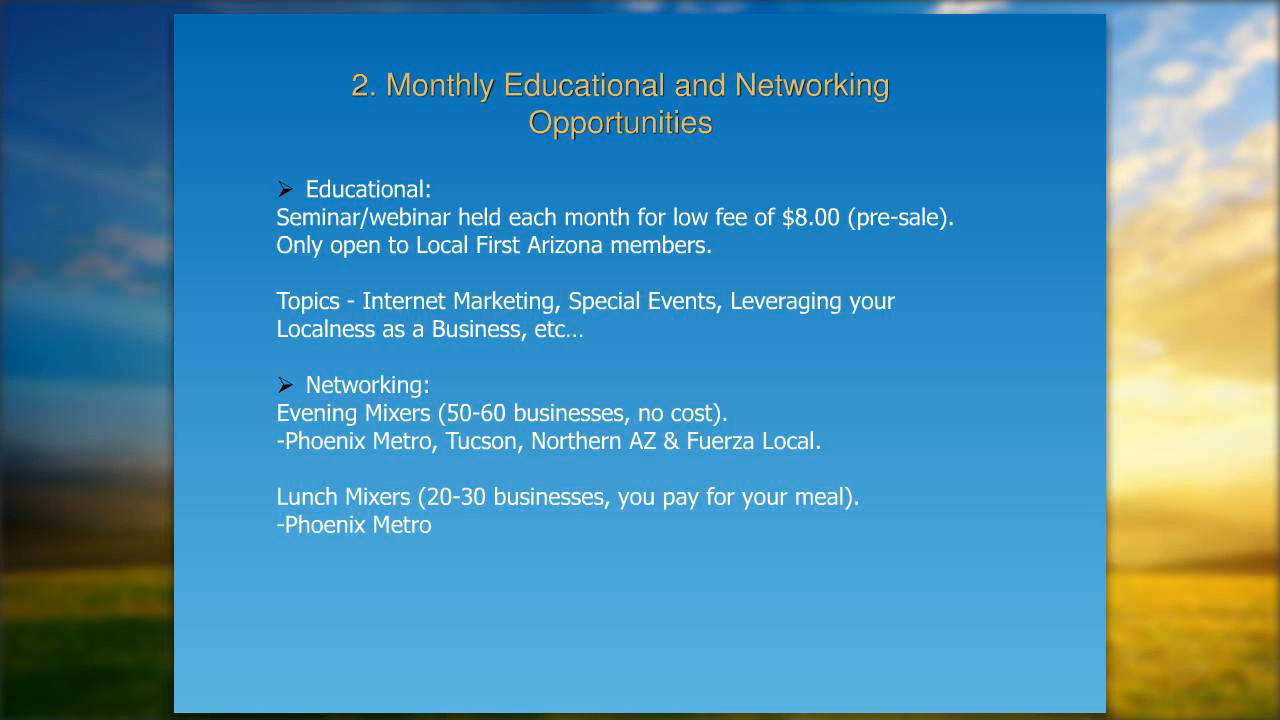 2. Monthly Educational and Networking
Opportunities
➢ Educational:
Seminar/webinar held each month for low fee of $8.00 (pre-sale).
Only open to Local First Arizona members.
Topics - Internet Marketing, Special Events, Leveraging your
Localness as a Business, etc…
➢ Networking:
Evening Mixers (50-60 businesses, no cost).
-Phoenix Metro, Tucson, Northern AZ & Fuerza Local.
Lunch Mixers (20-30 businesses, you pay for your meal).
-Phoenix Metro